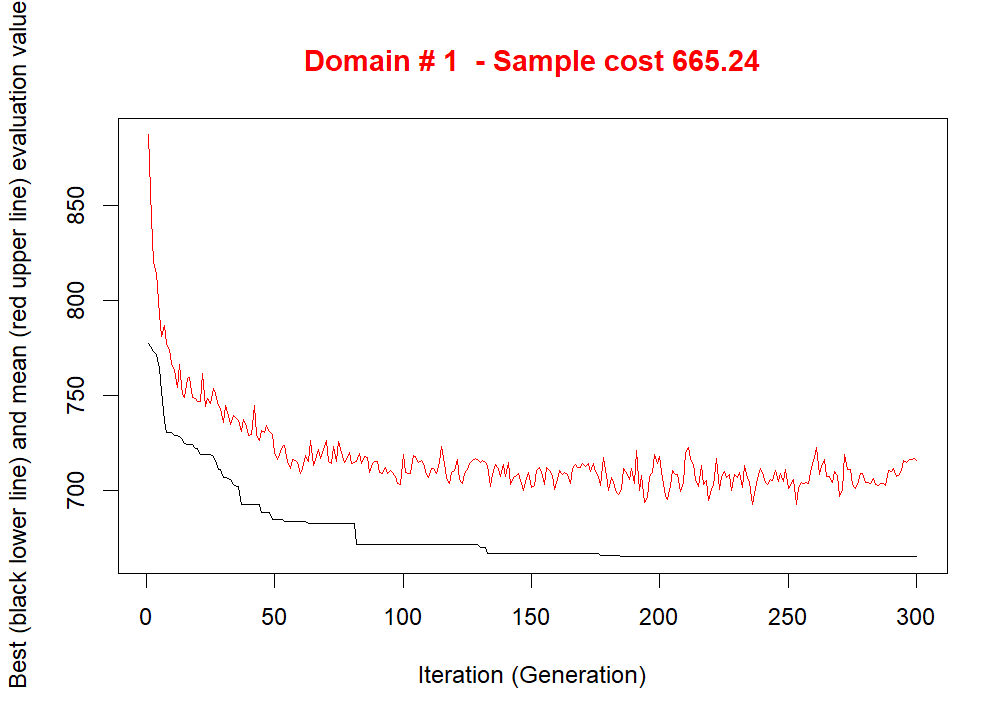 Domain # 1  - Sample cost 665.24
Best (black lower line) and mean (red upper line) evaluation value
850
800
750
700
0 50 100 150 200 250 300
Iteration (Generation)